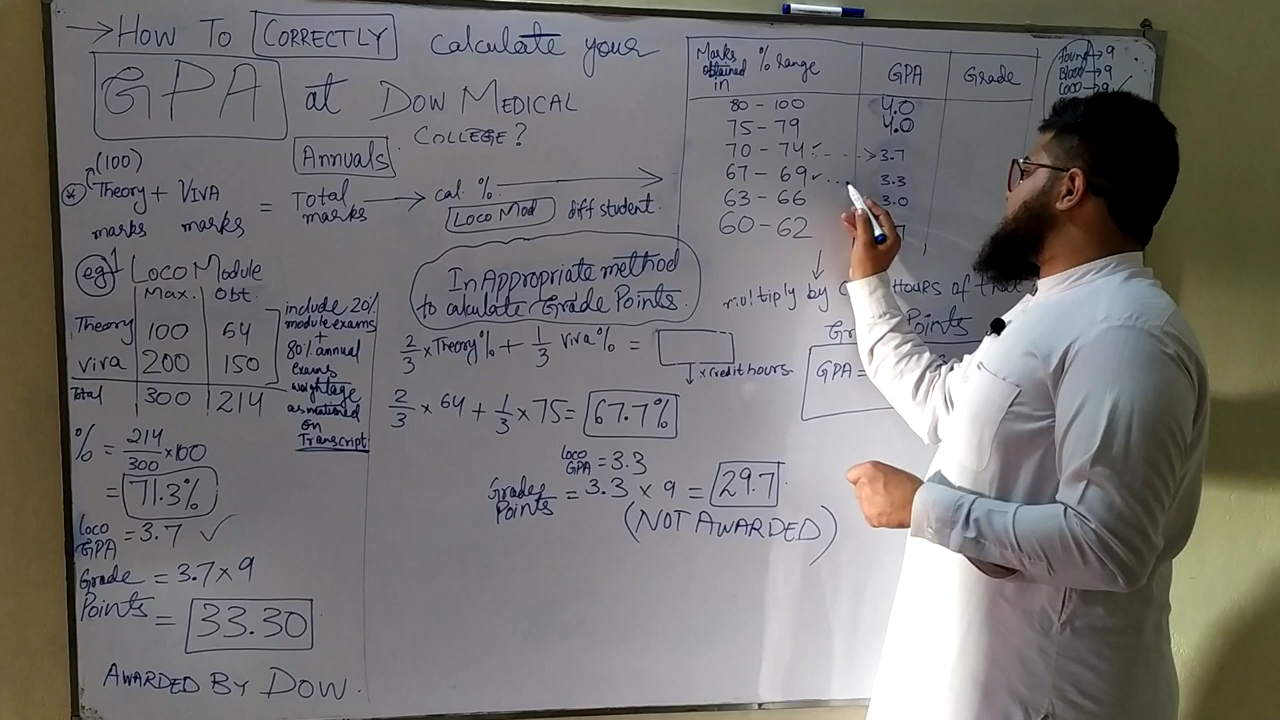 → HOW TO CORRECTLY calculate your
GPA at DOW MEDICAL
COLLEGE?
Annuals.
(100)
Theory + VIVA = Total → cal. % → 
marks marks marks
Loco Mod diff student.
eg1 LOCO Module
Max. Obt.
Theory 100 64
viva 200 150
Total 300 214
include 20%
module exams
+
80% annual
exams
weightage
as mationed
on
Transcript
% = 214/300 × 100
= 71.3%
Loco
GPA = 3.7 ✓
Grade = 3.7 × 9
Points = 33.30
AWARDED BY DOW.
InAppropriate method
to calculate Grade Points.
2/3 × Theory % + 1/3 viva % =
↓ × credit hours.
2/3 × 64 + 1/3 × 75 = 67.7%
Loco
GPA = 3.3
Grade
Points = 3.3 × 9 = 29.7
(NOT AWARDED)
Marks
obtained
in
% range GPA Grade
80 - 100 4.0
75 - 79 4.0
70 - 74 ✓ ----> 3.7
67 - 69 ✓ 3.3
63 - 66 3.0
60 - 62
↓
multiply by Hours of
Points
GPA =
Found → 9
Blood → 9
Loco → 9 ✓